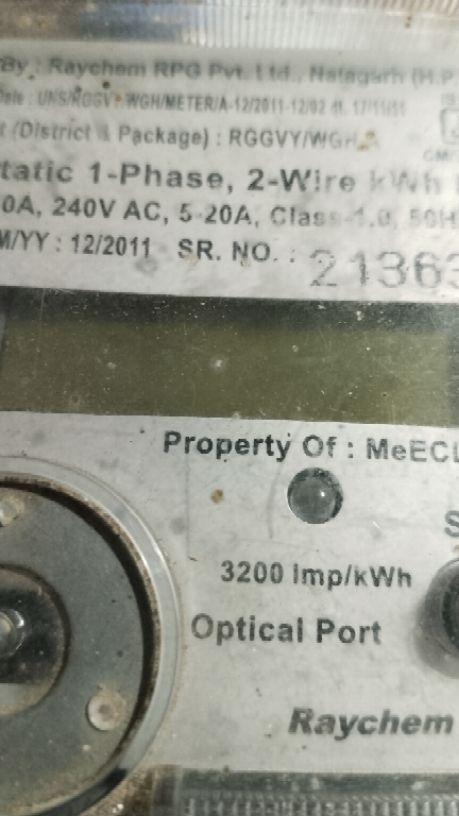 By : Raychem RPG Pvt. Ltd., Nalagarh (H.P
Date : UNS/RGGVY-WGH/METER/A-12/2011-12/02 dt. 17/11/11
t (District & Package) : RGGVY/WGH
tatic 1-Phase, 2-Wire kWh
0A, 240V AC, 5-20A, Class-1.0, 50H
M/YY : 12/2011 SR. NO. : 21363
Property Of : MeECL
3200 Imp/kWh
Optical Port
Raychem